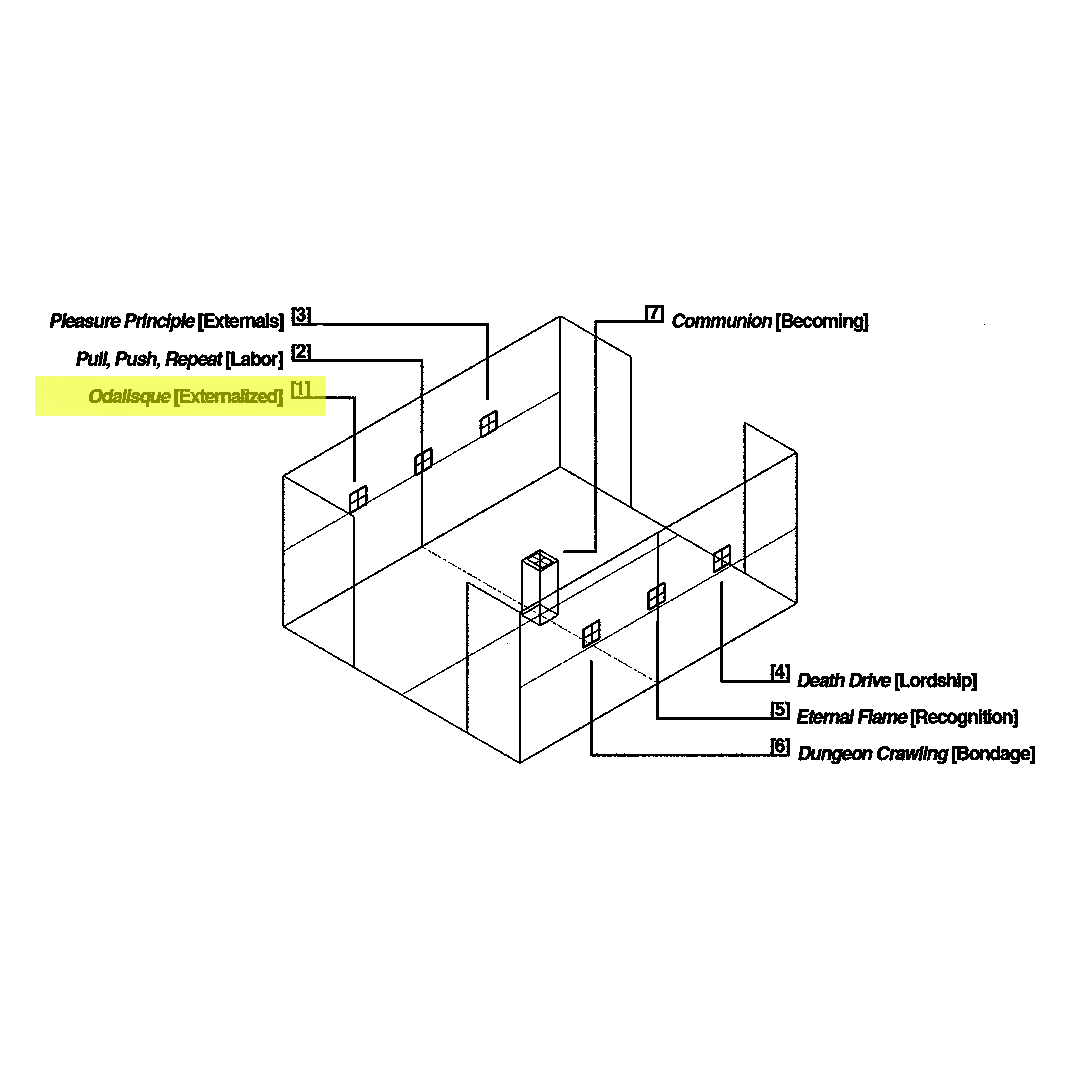 [3]
Pleasure Principle [Externals]
[2]
Pull, Push, Repeat [Labor]
[1]
Odalisque [Externalized]
[7]
Communion [Becoming]
[4]
Death Drive [Lordship]
[5]
Eternal Flame [Recognition]
[6]
Dungeon Crawling [Bondage]